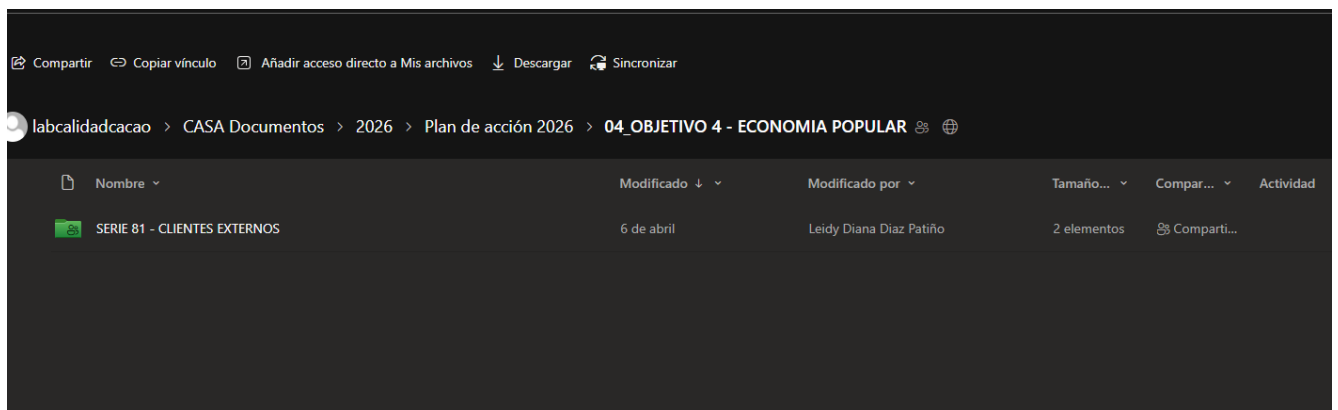 Compartir Copiar vínculo Añadir acceso directo a Mis archivos Descargar Sincronizar
labcalidadcacao > CASA Documentos > 2026 > Plan de acción 2026 > 04_OBJETIVO 4 - ECONOMIA POPULAR
Nombre Modificado Modificado por Tamaño... Compar... Actividad
SERIE 81 - CLIENTES EXTERNOS 6 de abril Leidy Diana Diaz Patiño 2 elementos Comparti...